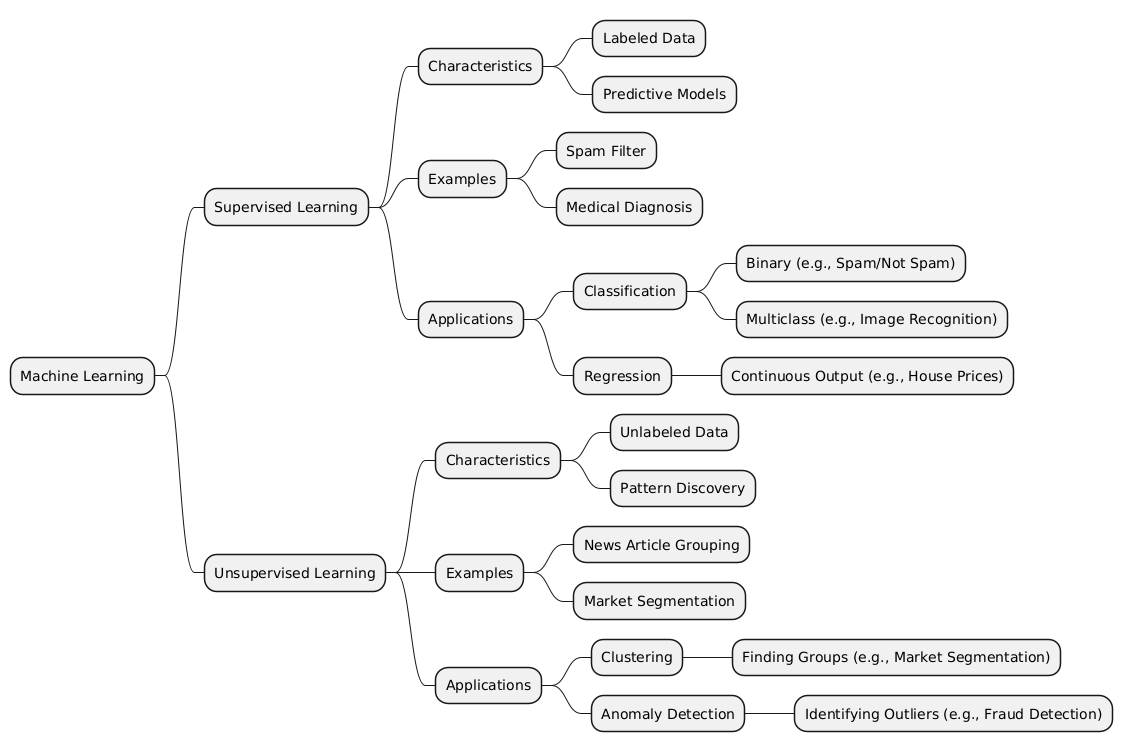 Machine Learning
Supervised Learning
Characteristics
Labeled Data
Predictive Models
Examples
Spam Filter
Medical Diagnosis
Applications
Classification
Binary (e.g., Spam/Not Spam)
Multiclass (e.g., Image Recognition)
Regression
Continuous Output (e.g., House Prices)
Unsupervised Learning
Characteristics
Unlabeled Data
Pattern Discovery
Examples
News Article Grouping
Market Segmentation
Applications
Clustering
Finding Groups (e.g., Market Segmentation)
Anomaly Detection
Identifying Outliers (e.g., Fraud Detection)